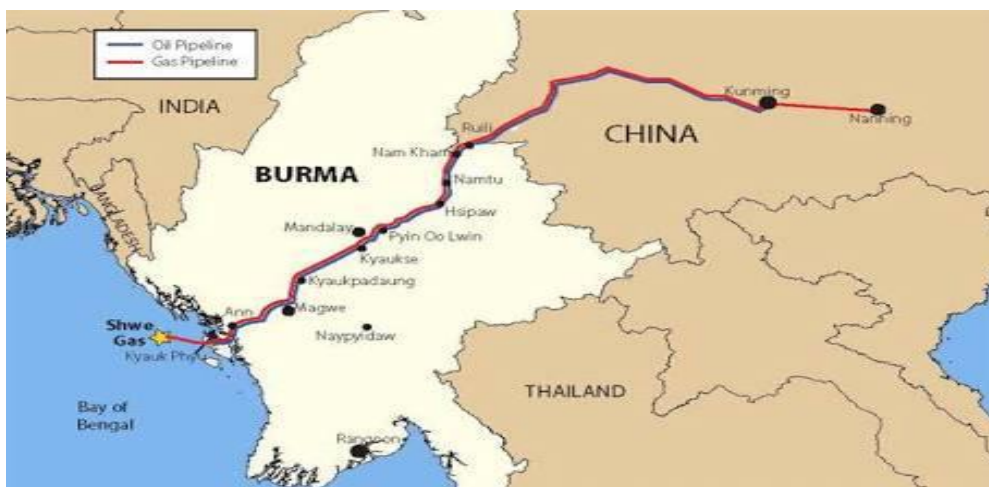 Oil Pipeline
Gas Pipeline
INDIA
Kunming
Nanning
CHINA
Ruili
Nam Kham
BURMA
Namtu
BANGLADESH
Hsipaw
Mandalay
Pyin Oo Lwin
Kyaukse
Kyaukpadaung
Ann
Magwe
Shwe
Gas
Naypyidaw
Kyauk Phyu
THAILAND
Bay of
Bengal
Rangoon